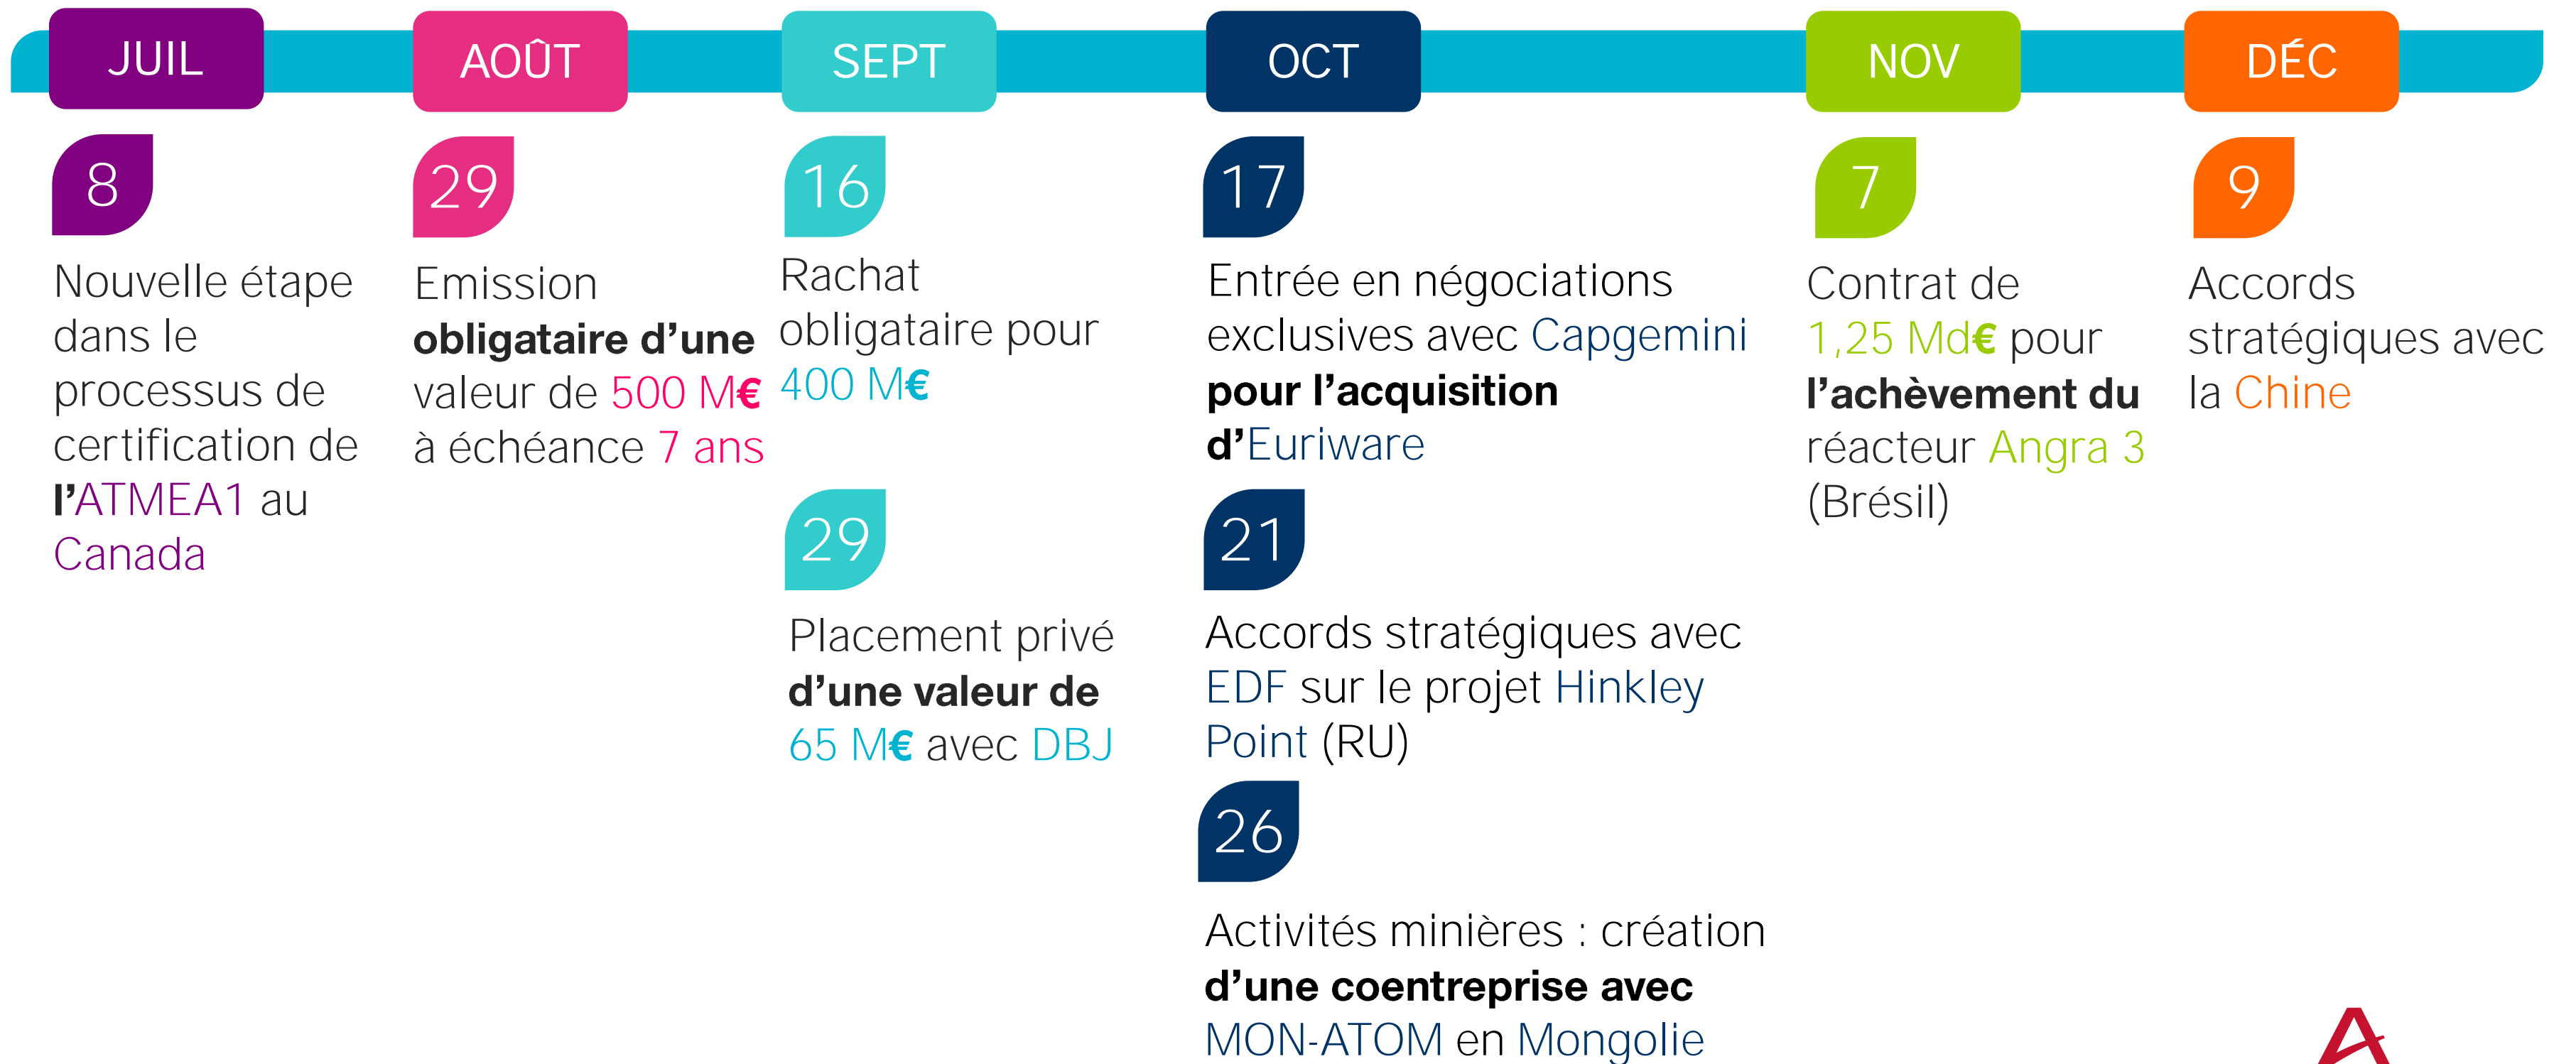 JUIL
8
Nouvelle étape
dans le
processus de
certification de
l’ATMEA1 au
Canada
AOÛT
29
Emission
obligataire d’une
valeur de 500 M€
à échéance 7 ans
SEPT
16
Rachat
obligataire pour
400 M€
29
Placement privé
d’une valeur de
65 M€ avec DBJ
OCT
17
Entrée en négociations
exclusives avec Capgemini
pour l’acquisition
d’Euriware
21
Accords stratégiques avec
EDF sur le projet Hinkley
Point (RU)
26
Activités minières : création
d’une coentreprise avec
MON-ATOM en Mongolie
NOV
7
Contrat de
1,25 Md€ pour
l’achèvement du
réacteur Angra 3
(Brésil)
DÉC
9
Accords
stratégiques avec
la Chine